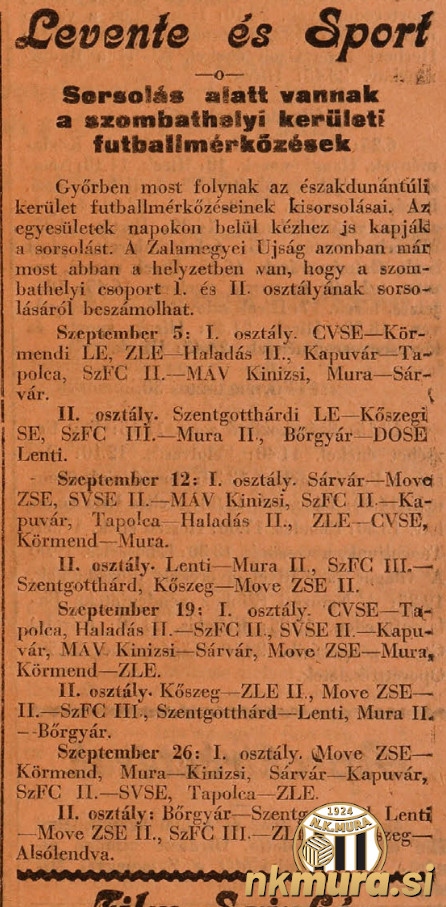 Levente és Sport
—o—
Sorsolás alatt vannak
a szombathelyi kerületi
futballmérkőzések
Győrben most folynak az északdunántúli
kerület futballmérkőzéseinek kisorsolásai. Az
egyesületek napokon belül kézhez is kapják
a sorsolást. A Zalamegyei Ujság azonban már
most abban a helyzetben van, hogy a szom-
bathelyi csoport I. és II. osztályának sorso-
lásáról beszámolhat.
Szeptember 5: I. osztály. CVSE—Kör-
mendi LE, ZLE—Haladás II., Kapuvár—Ta-
polca, SzFC II.—MÁV Kinizsi, Mura—Sár-
vár.
II. osztály. Szentgotthárdi LE—Kőszegi
SE, SzFC III.—Mura II., Bőrgyár—DOSE
Lenti.
Szeptember 12: I. osztály. Sárvár—Move
ZSE, SVSE II.—MÁV Kinizsi, SzFC II.—Ka-
puvár, Tapolca—Haladás II., ZLE—CVSE,
Körmend—Mura.
II. osztály. Lenti—Mura II., SzFC III.—
Szentgotthárd, Kőszeg—Move ZSE II.
Szeptember 19: I. osztály. CVSE—Ta-
polca, Haladás II.—SzFC II., SVSE II.—Kapu-
vár, MÁV Kinizsi—Sárvár, Move ZSE—Mura,
Körmend—ZLE.
II. osztály. Kőszeg—ZLE II., Move ZSE—
II.—SzFC III., Szentgotthárd—Lenti, Mura II.
—Bőrgyár.
Szeptember 26: I. osztály. Move ZSE—
Körmend, Mura—Kinizsi, Sárvár—Kapuvár,
SzFC II.—SVSE, Tapolca—ZLE.
II. osztály: Bőrgyár—Lenti
—Move ZSE II., SzFC III.—
Alsólendva.
1924
N.K. MURA
nkmura.si